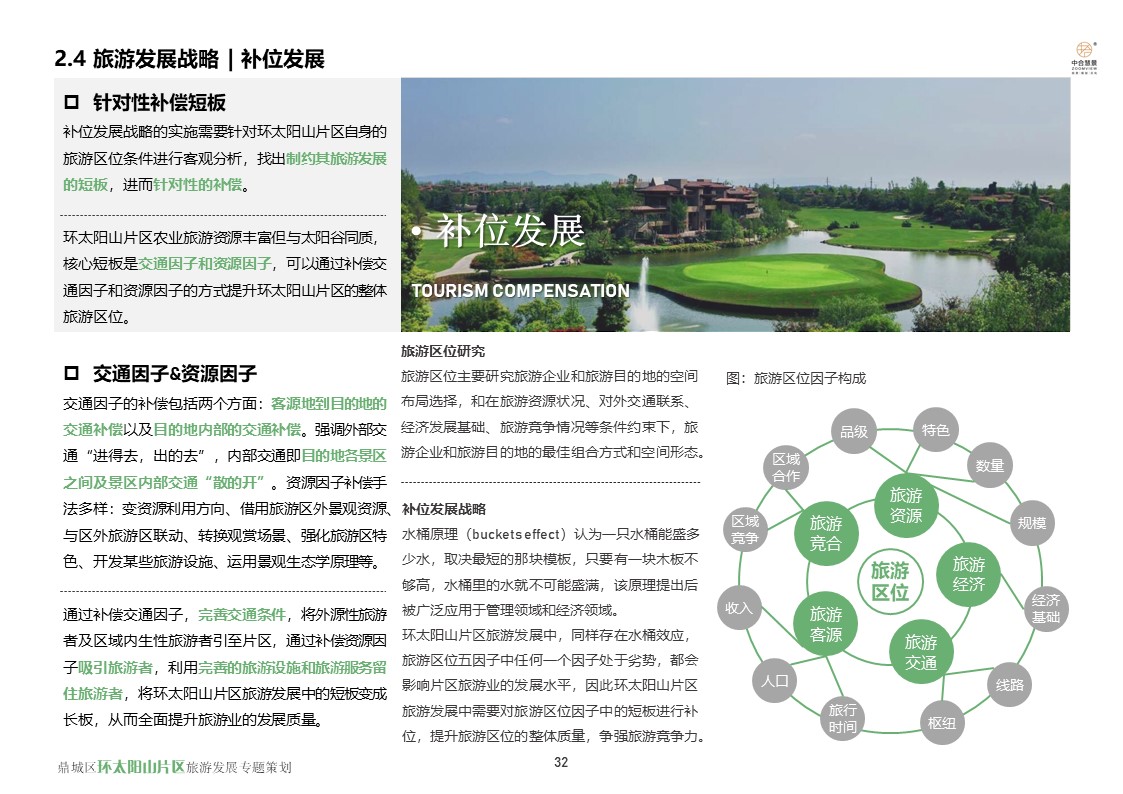 2.4 旅游发展战略 | 补位发展
中合慧景
ZOOMVIEW
针对性补偿短板
补位发展战略的实施需要针对环太阳山片区自身的
旅游区位条件进行客观分析，找出制约其旅游发展
的短板，进而针对性的补偿。
环太阳山片区农业旅游资源丰富但与太阳谷同质，
核心短板是交通因子和资源因子，可以通过补偿交
通因子和资源因子的方式提升环太阳山片区的整体
旅游区位。
• 补位发展
TOURISM COMPENSATION
交通因子&资源因子
交通因子的补偿包括两个方面：客源地到目的地的
交通补偿以及目的地内部的交通补偿。强调外部交
通“进得去，出的去”，内部交通即目的地各景区
之间及景区内部交通“散的开”。资源因子补偿手
法多样：变资源利用方向、借用旅游区外景观资源、
与区外旅游区联动、转换观赏场景、强化旅游区特
色、开发某些旅游设施、运用景观生态学原理等。
通过补偿交通因子，完善交通条件，将外源性旅游
者及区域内生性旅游者引至片区，通过补偿资源因
子吸引旅游者，利用完善的旅游设施和旅游服务留
住旅游者，将环太阳山片区旅游发展中的短板变成
长板，从而全面提升旅游业的发展质量。
旅游区位研究
旅游区位主要研究旅游企业和旅游目的地的空间
布局选择，和在旅游资源状况、对外交通联系、
经济发展基础、旅游竞争情况等条件约束下，旅
游企业和旅游目的地的最佳组合方式和空间形态。
补位发展战略
水桶原理（buckets effect）认为一只水桶能盛多
少水，取决最短的那块模板，只要有一块木板不
够高，水桶里的水就不可能盛满，该原理提出后
被广泛应用于管理领域和经济领域。
环太阳山片区旅游发展中，同样存在水桶效应，
旅游区位五因子中任何一个因子处于劣势，都会
影响片区旅游业的发展水平，因此环太阳山片区
旅游发展中需要对旅游区位因子中的短板进行补
位，提升旅游区位的整体质量，争强旅游竞争力。
图：旅游区位因子构成
品级
特色
数量
规模
经济
基础
线路
枢纽
旅行
时间
人口
收入
区域
竞争
区域
合作
旅游
资源
旅游
经济
旅游
交通
旅游
客源
旅游
竞合
旅游
区位
鼎城区环太阳山片区旅游发展专题策划
32